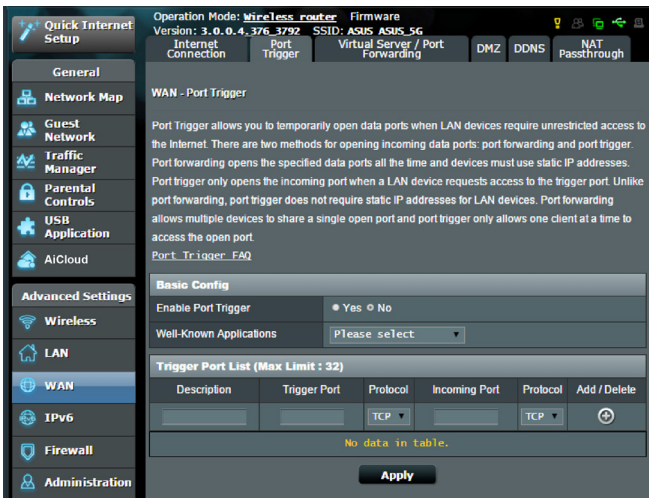 Quick Internet
Setup
General
Network Map
Guest
Network
Traffic
Manager
Parental
Controls
USB
Application
AiCloud
Advanced Settings
Wireless
LAN
WAN
IPv6
Firewall
Administration
Operation Mode: Wireless router Firmware
Version: 3.0.0.4.376_3792 SSID: ASUS ASUS_5G
Internet
Connection
Port
Trigger
Virtual Server / Port
Forwarding
DMZ
DDNS
NAT
Passthrough
WAN - Port Trigger
Port Trigger allows you to temporarily open data ports when LAN devices require unrestricted access to
the Internet. There are two methods for opening incoming data ports: port forwarding and port trigger.
Port forwarding opens the specified data ports all the time and devices must use static IP addresses.
Port trigger only opens the incoming port when a LAN device requests access to the trigger port. Unlike
port forwarding, port trigger does not require static IP addresses for LAN devices. Port forwarding
allows multiple devices to share a single open port and port trigger only allows one client at a time to
access the open port.
Port Trigger FAQ
Basic Config
Enable Port Trigger Yes No
Well-Known Applications Please select
Trigger Port List (Max Limit : 32)
Description Trigger Port Protocol Incoming Port Protocol Add / Delete
TCP TCP
No data in table.
Apply